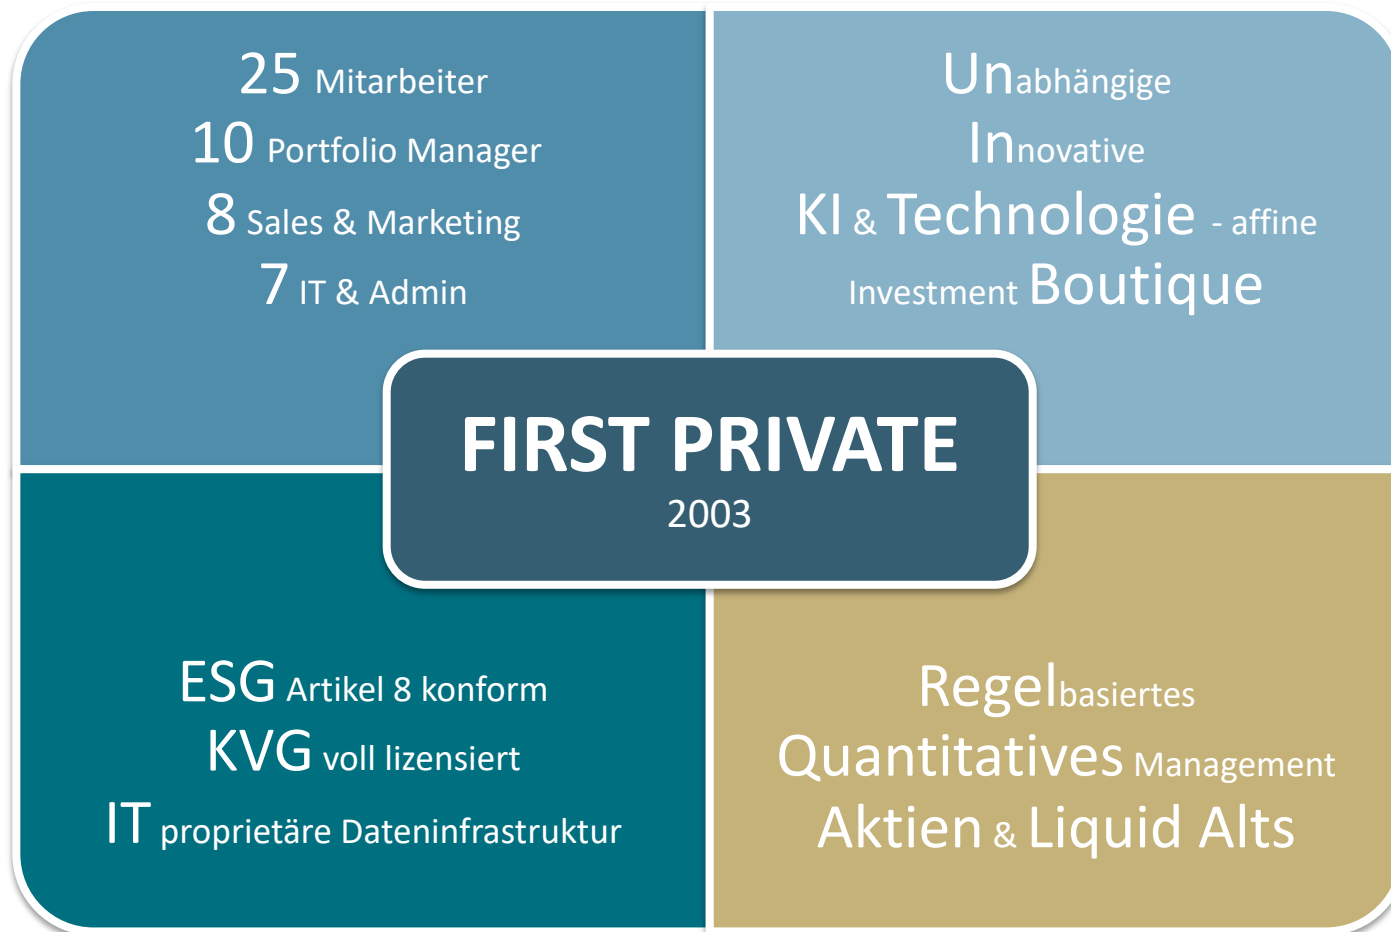 25 Mitarbeiter
10 Portfolio Manager
8 Sales & Marketing
7 IT & Admin
Unabhängige
Innovative
KI & Technologie - affine
Investment Boutique
FIRST PRIVATE
2003
ESG Artikel 8 konform
KVG voll lizensiert
IT proprietäre Dateninfrastruktur
Regelbasiertes
Quantitatives Management
Aktien & Liquid Alts